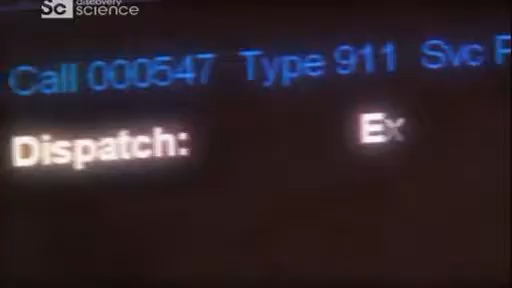 Sc discovery
science
Call 000547 Type 911 Svc
Dispatch: Ex